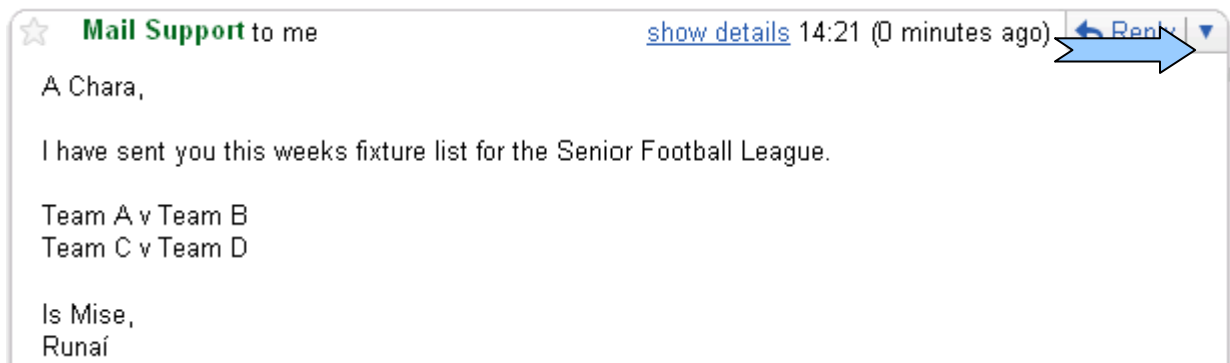 Mail Support to me show details 14:21 (0 minutes ago) Reply
A Chara,
I have sent you this weeks fixture list for the Senior Football League.
Team A v Team B
Team C v Team D
Is Mise,
Runaí